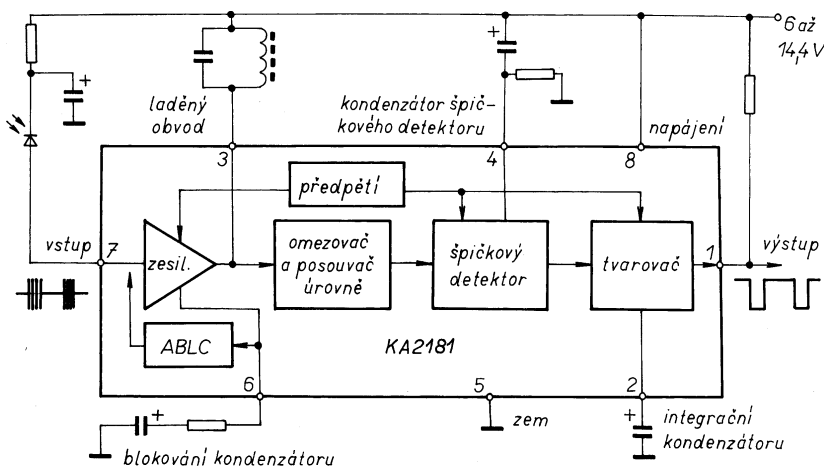 +
+
6 až
14,4 V
laděný
obvod
kondenzátor špič-
kového detektoru
napájení
3
4
8
předpětí
vstup
7
zesil.
omezovač
a posouvač
úrovně
špičkový
detektor
tvarovač
1
výstup
ABLC
KA2181
6
5
2
+
zem
+
integrační
kondenzátoru
blokování kondenzátoru